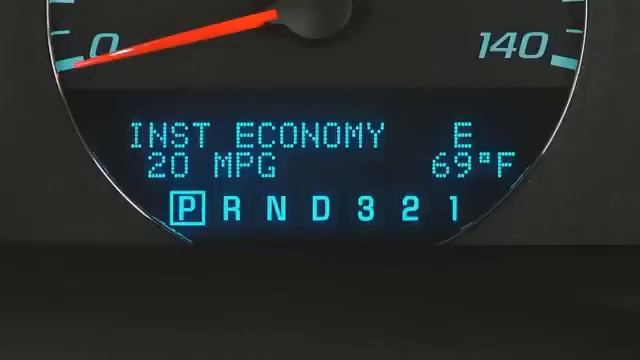 0 140
INST ECONOMY E
20 MPG 69°F
P R N D 3 2 1